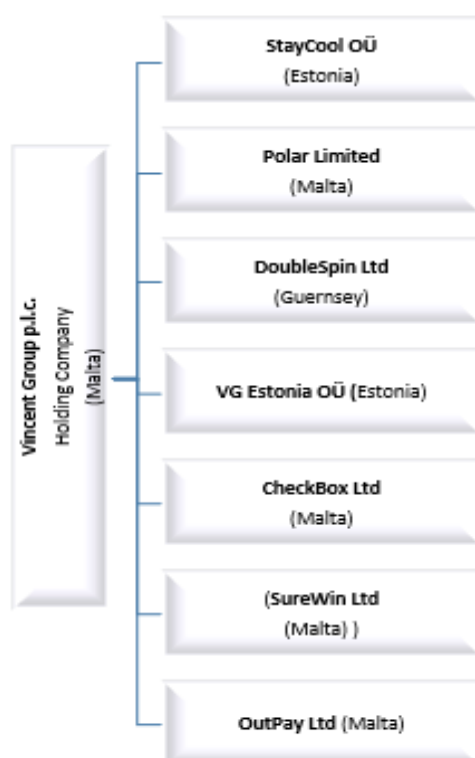 Vincent Group p.l.c.
Holding Company
(Malta)
StayCool OÜ
(Estonia)
Polar Limited
(Malta)
DoubleSpin Ltd
(Guernsey)
VG Estonia OÜ (Estonia)
CheckBox Ltd
(Malta)
(SureWin Ltd
(Malta) )
OutPay Ltd (Malta)